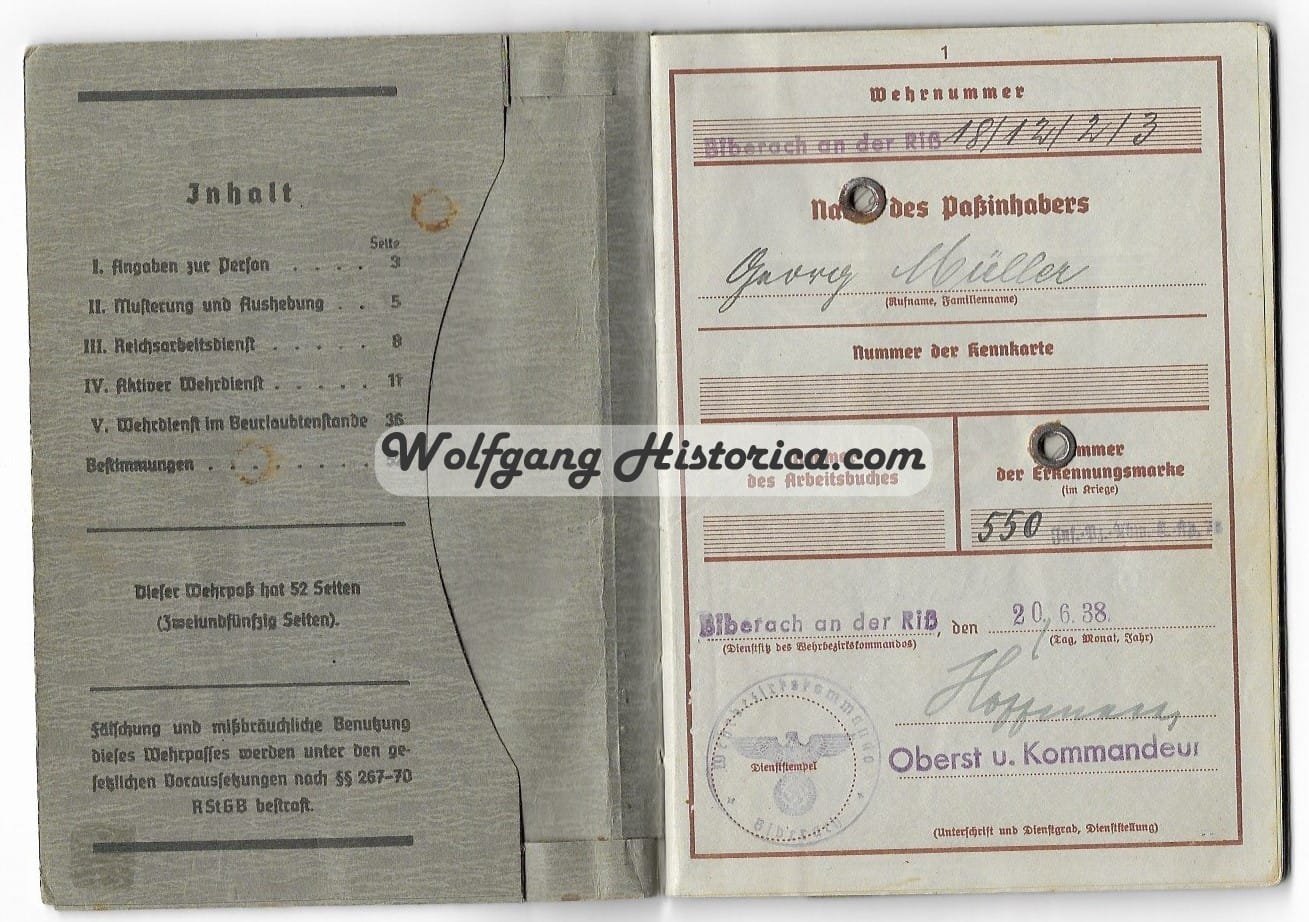 Inhalt
Seite
I. Angaben zur Person . . . . 3
II. Musterung und Aushebung . . 5
III. Reichsarbeitsdienst . . . . . 8
IV. Aktiver Wehrdienst . . . . . 11
V. Wehrdienst im Beurlaubtenstande 36
Bestimmungen . . . . . . .
Dieser Wehrpaß hat 52 Seiten
(Zweiundfünfzig Seiten).
Fälschung und mißbräuchliche Benutzung
dieses Wehrpasses werden unter den ge-
setzlichen Voraussetzungen nach §§ 267-70
RStGB bestraft.
Wolfgang Historica.com
1
Wehrnummer
Biberach an der Riß 18/12/2/3
des Paßinhabers
Georg Müller
(Rufname, Familienname)
Nummer der Kennkarte
des Arbeitsbuches
der Erkennungsmarke
(im Kriege)
550
Biberach an der Riß, den 20. 6. 38.
(Dienstsitz des Wehrbezirkskommandos) (Tag, Monat, Jahr)
Wehrbezirkskommando
Dienststempel
Biberach
Oberst u. Kommandeur
(Unterschrift und Dienstgrad, Dienststellung)